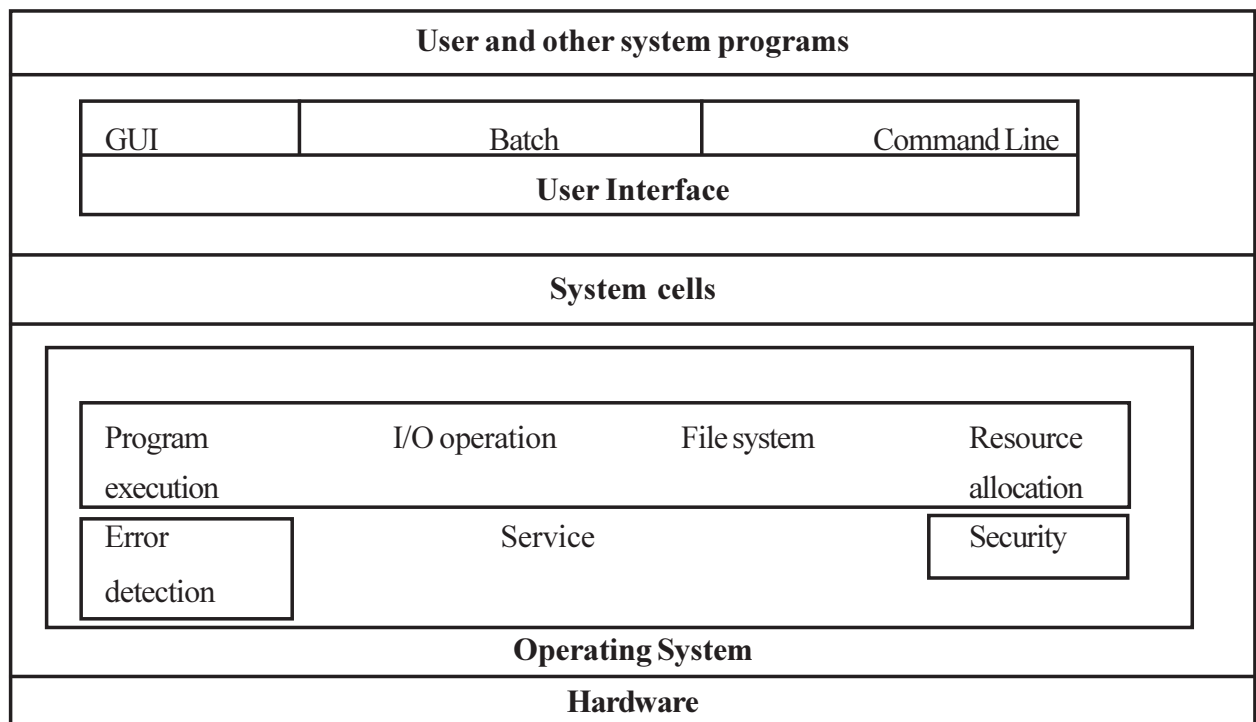 User and other system programs
GUI Batch Command Line
User Interface
System cells
Program I/O operation File system Resource
execution allocation
Error Service Security
detection
Operating System
Hardware